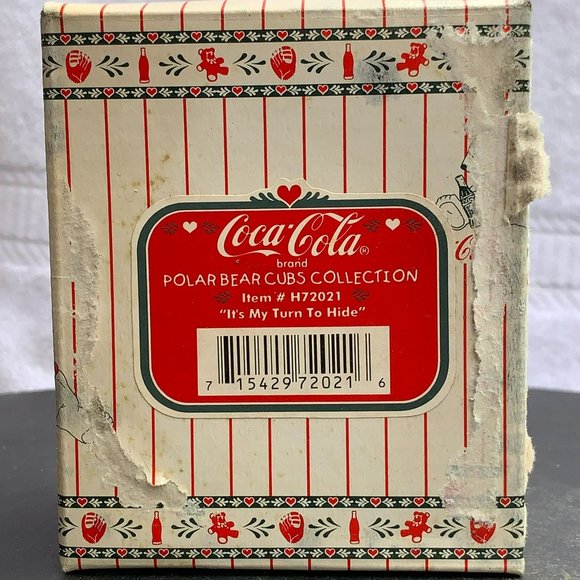 Coca-Cola®
brand
POLAR BEAR CUBS COLLECTION
Item # H72021
"It's My Turn To Hide"
7 15429 72021 6